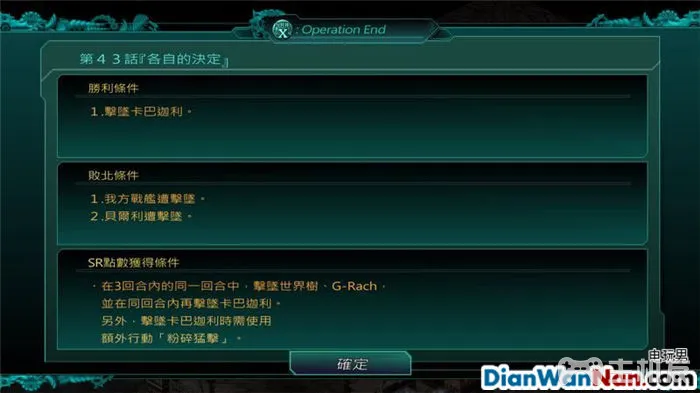 X : Operation End
第43話『各自的決定』
勝利條件
1.擊墜卡巴迦利。
敗北條件
1.我方戰艦遭擊墜。
2.貝爾利遭擊墜。
SR點數獲得條件
·在3回合內的同一回合中，擊墜世界樹、G-Rach，
並在同回合內再擊墜卡巴迦利。
另外，擊墜卡巴迦利時需使用
額外行動「粉碎猛擊」。
確定
电玩男
DianWanNan.com